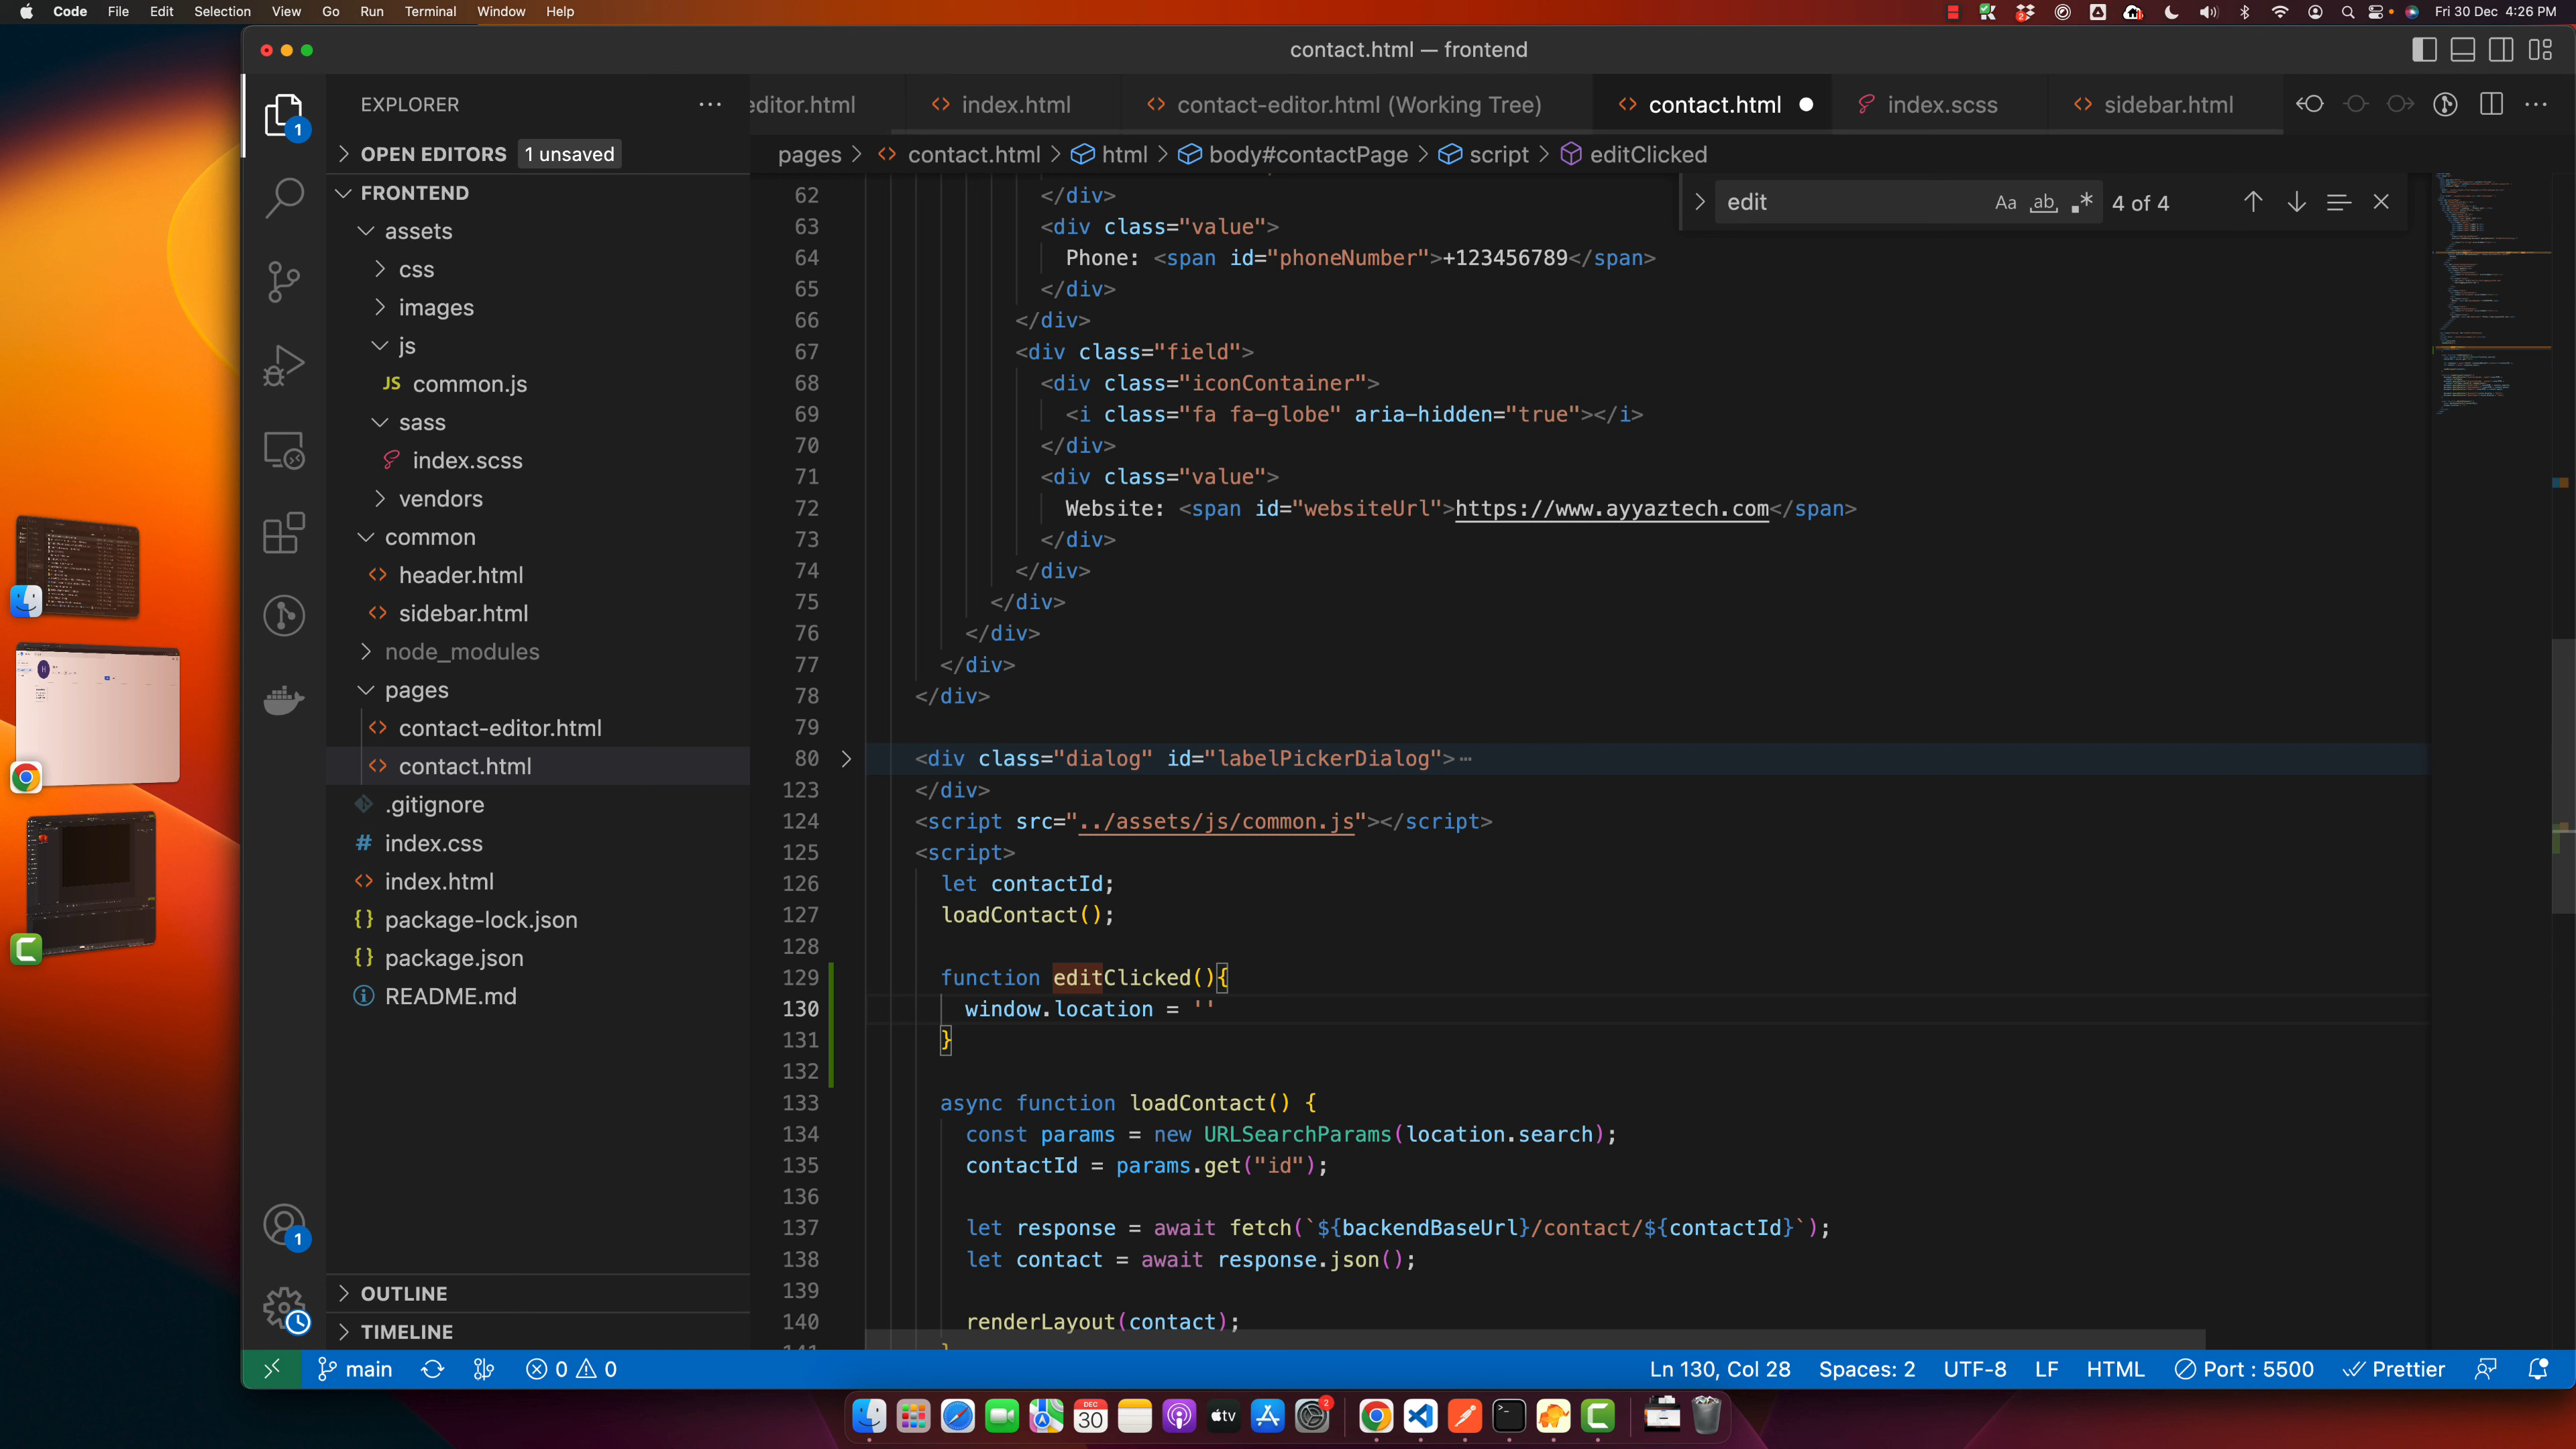 Code File Edit Selection View Go Run Terminal Window Help
Fri 30 Dec 4:26 PM
contact.html — frontend
EXPLORER
OPEN EDITORS 1 unsaved
FRONTEND
assets
css
images
js
JS common.js
sass
index.scss
vendors
common
header.html
sidebar.html
node_modules
pages
contact-editor.html
contact.html
.gitignore
# index.css
index.html
{} package-lock.json
{} package.json
README.md
OUTLINE
TIMELINE
1
1
editor.html index.html contact-editor.html (Working Tree) contact.html index.scss sidebar.html
pages > contact.html > html > body#contactPage > script > editClicked
edit Aa ab 4 of 4
62 </div>
63 <div class="value">
64 Phone: <span id="phoneNumber">+123456789</span>
65 </div>
66 </div>
67 <div class="field">
68 <div class="iconContainer">
69 <i class="fa fa-globe" aria-hidden="true"></i>
70 </div>
71 <div class="value">
72 Website: <span id="websiteUrl">https://www.ayyaztech.com</span>
73 </div>
74 </div>
75 </div>
76 </div>
77 </div>
78 </div>
79
80 <div class="dialog" id="labelPickerDialog">…
123 </div>
124 <script src="../assets/js/common.js"></script>
125 <script>
126 let contactId;
127 loadContact();
128
129 function editClicked(){
130 window.location = ''
131 }
132
133 async function loadContact() {
134 const params = new URLSearchParams(location.search);
135 contactId = params.get("id");
136
137 let response = await fetch(`${backendBaseUrl}/contact/${contactId}`);
138 let contact = await response.json();
139
140 renderLayout(contact);
main 0 0 Ln 130, Col 28 Spaces: 2 UTF-8 LF HTML Port : 5500 Prettier
DEC
30
tv
2